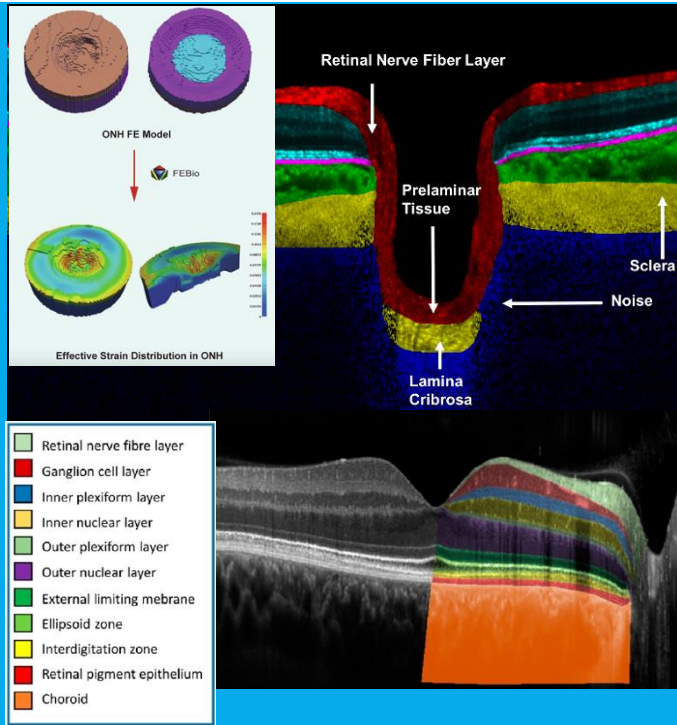 ONH FE Model
FEBio
Effective Strain Distribution in ONH
Retinal Nerve Fiber Layer
Prelaminar
Tissue
Sclera
Noise
Lamina
Cribrosa
Retinal nerve fibre layer
Ganglion cell layer
Inner plexiform layer
Inner nuclear layer
Outer plexiform layer
Outer nuclear layer
External limiting mebrane
Ellipsoid zone
Interdigitation zone
Retinal pigment epithelium
Choroid